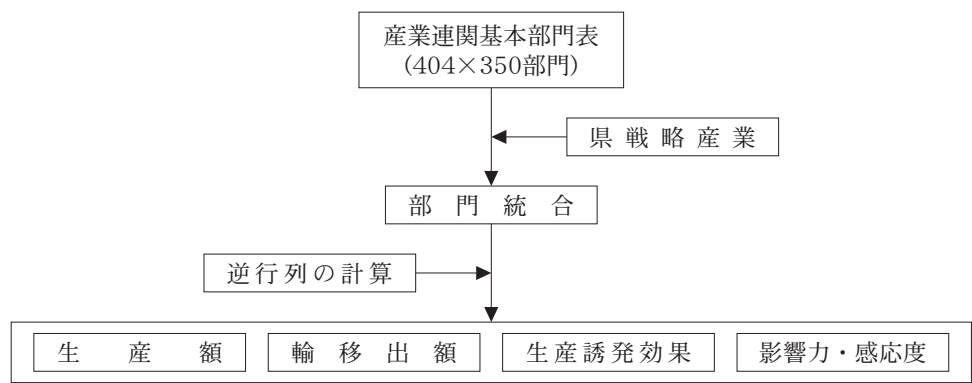 産業連関基本部門表
(404×350部門)
県戦略産業
部門統合
逆行列の計算
生産額
輸移出額
生産誘発効果
影響力・感応度